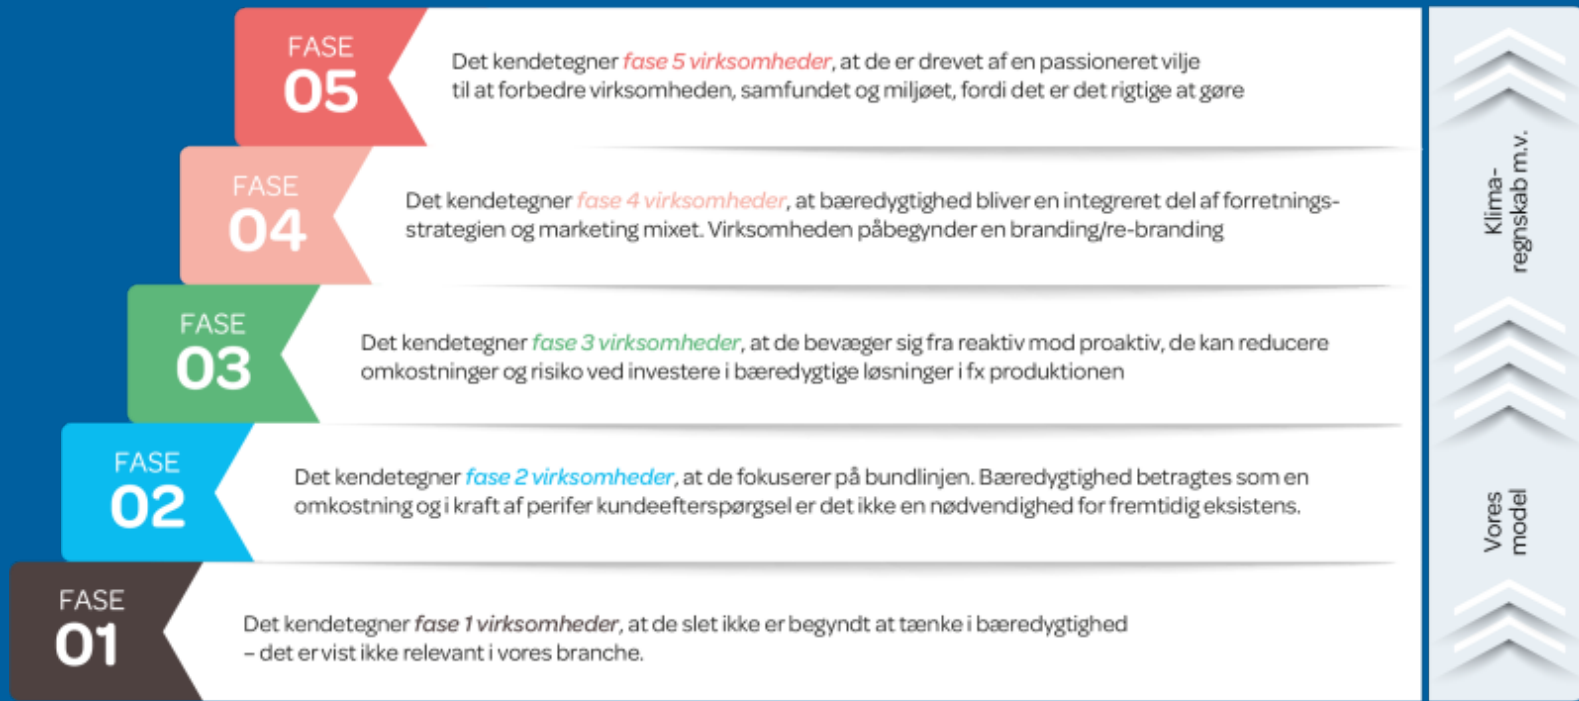 FASE
05
Det kendetegner fase 5 virksomheder, at de er drevet af en passioneret vilje
til at forbedre virksomheden, samfundet og miljøet, fordi det er det rigtige at gøre
FASE
04
Det kendetegner fase 4 virksomheder, at bæredygtighed bliver en integreret del af forretnings-
strategien og marketing mixet. Virksomheden påbegynder en branding/re-branding
FASE
03
Det kendetegner fase 3 virksomheder, at de bevæger sig fra reaktiv mod proaktiv, de kan reducere
omkostninger og risiko ved investere i bæredygtige løsninger i fx produktionen
FASE
02
Det kendetegner fase 2 virksomheder, at de fokuserer på bundlinjen. Bæredygtighed betragtes som en
omkostning og i kraft af perifer kundeefterspørgsel er det ikke en nødvendighed for fremtidig eksistens.
FASE
01
Det kendetegner fase 1 virksomheder, at de slet ikke er begyndt at tænke i bæredygtighed
– det er vist ikke relevant i vores branche.
Klima-
regnskab m.v.
Vores
model